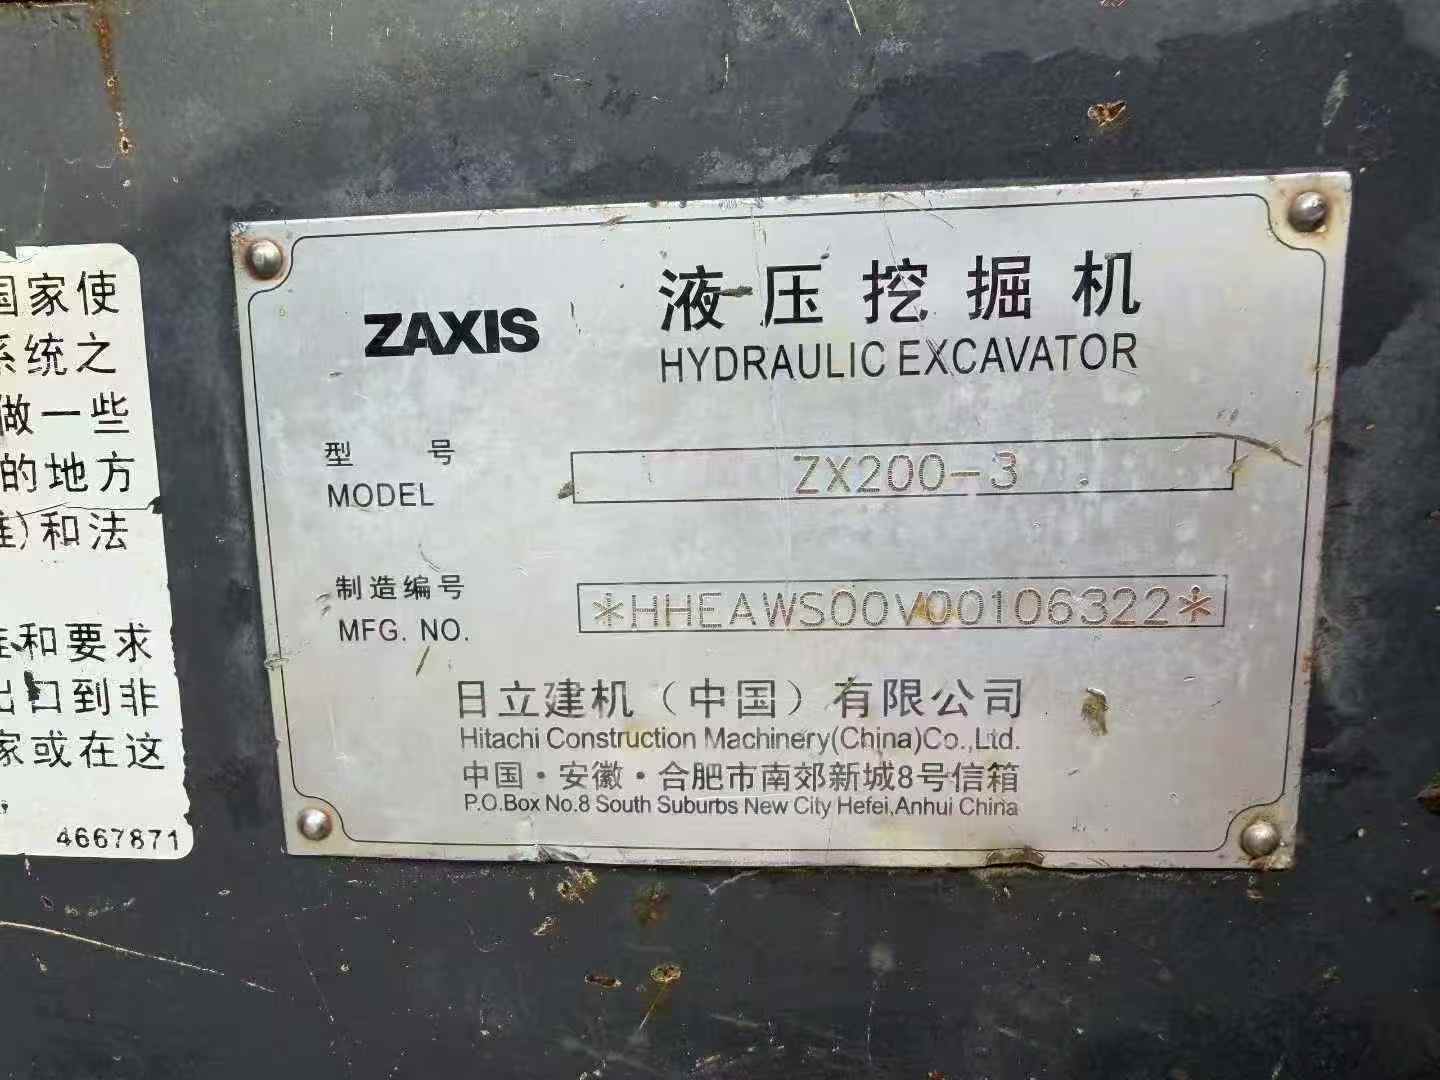 国家使
系统之
做一些
的地方
准)和法
和要求
出口到非
家或在这
4667871
ZAXIS
液压挖掘机
HYDRAULIC EXCAVATOR
型号
MODEL
ZX200-3
制造编号
MFG. NO.
*HHEAWS00V00106322*
日立建机（中国）有限公司
Hitachi Construction Machinery(China)Co.,Ltd.
中国·安徽·合肥市南郊新城8号信箱
P.O.Box No.8 South Suburbs New City Hefei,Anhui China